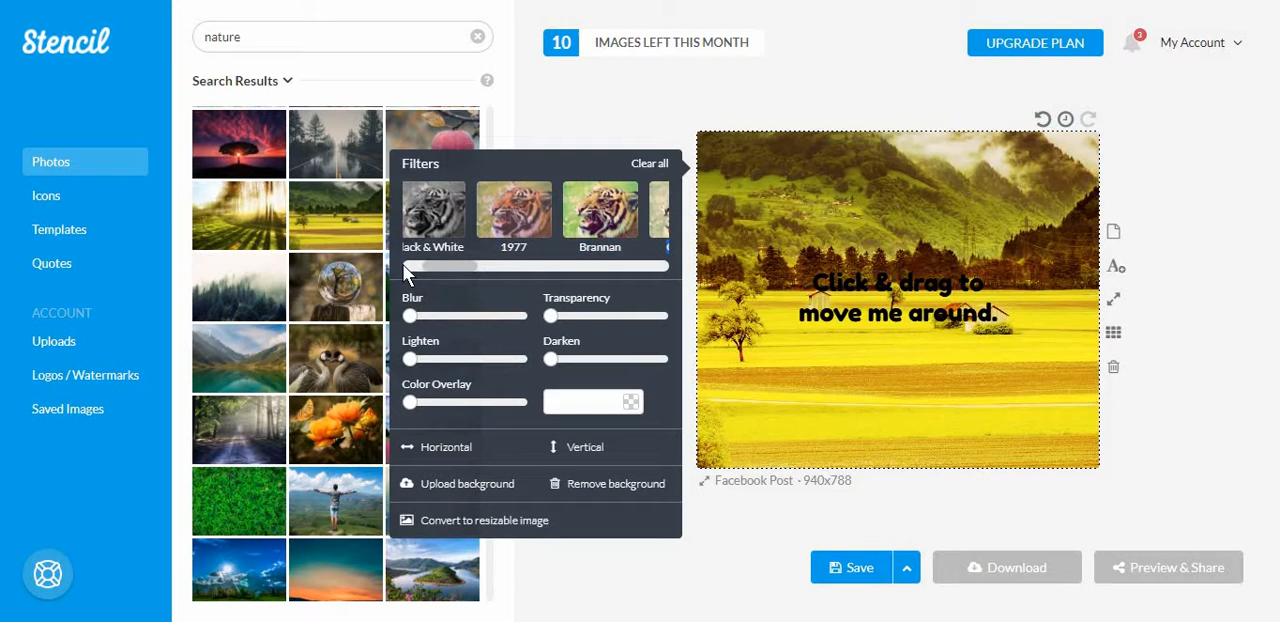 Stencil
nature
10 IMAGES LEFT THIS MONTH
UPGRADE PLAN
3
My Account
Search Results
?
Photos
Icons
Templates
Quotes
ACCOUNT
Uploads
Logos / Watermarks
Saved Images
Filters
Clear all
lack & White
1977
Brannan
Blur
Transparency
Lighten
Darken
Color Overlay
Horizontal
Vertical
Upload background
Remove background
Convert to resizable image
Click & drag to
move me around.
Facebook Post · 940x788
Save
Download
Preview & Share